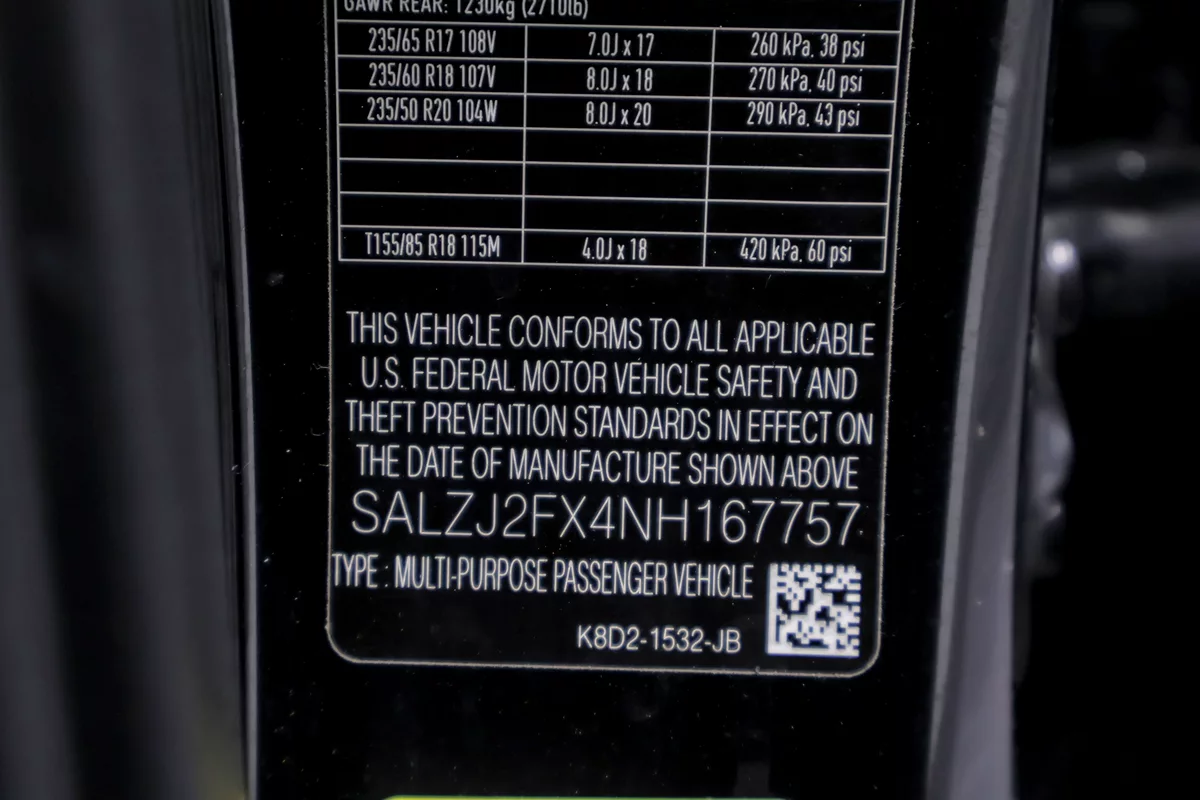 GAWR REAR: 1230kg (2710lb)
235/65 R17 108V 7.0J x 17 260 kPa, 38 psi
235/60 R18 107V 8.0J x 18 270 kPa, 40 psi
235/50 R20 104W 8.0J x 20 290 kPa, 43 psi
T155/85 R18 115M 4.0J x 18 420 kPa, 60 psi
THIS VEHICLE CONFORMS TO ALL APPLICABLE
U.S. FEDERAL MOTOR VEHICLE SAFETY AND
THEFT PREVENTION STANDARDS IN EFFECT ON
THE DATE OF MANUFACTURE SHOWN ABOVE
SALZJ2FX4NH167757
TYPE : MULTI-PURPOSE PASSENGER VEHICLE
K8D2-1532-JB